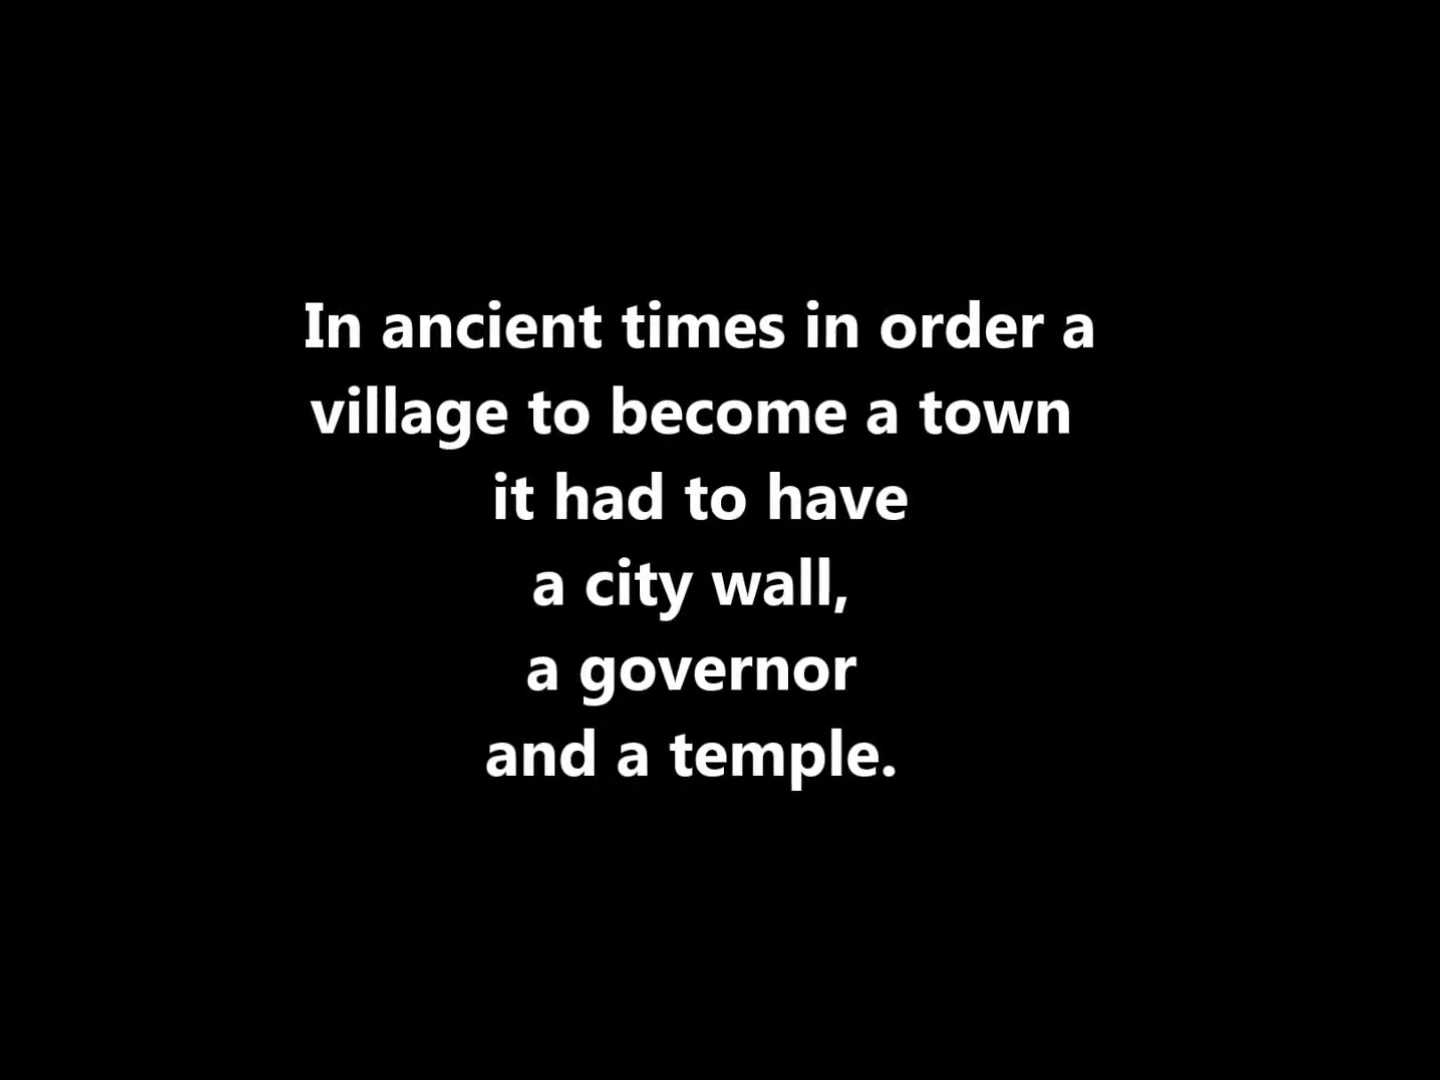 In ancient times in order a
village to become a town
it had to have
a city wall,
a governor
and a temple.